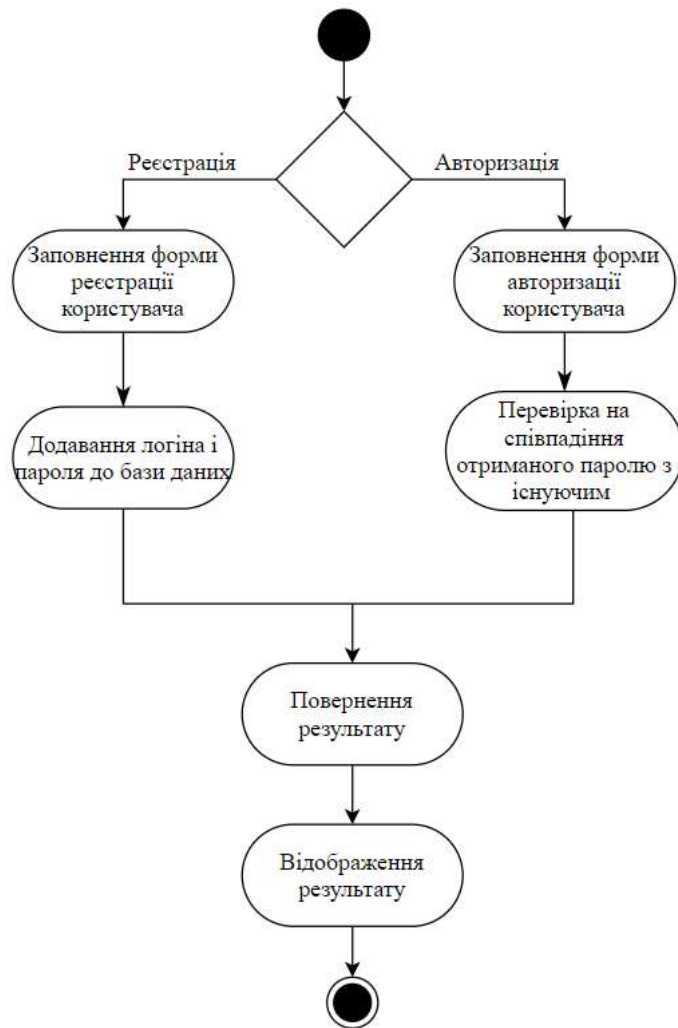 Реєстрація
Авторизація
Заповнення форми
реєстрації
користувача
Заповнення форми
авторизації
користувача
Додавання логіна і
пароля до бази даних
Перевірка на
співпадіння
отриманого паролю з
існуючим
Повернення
результату
Відображення
результату